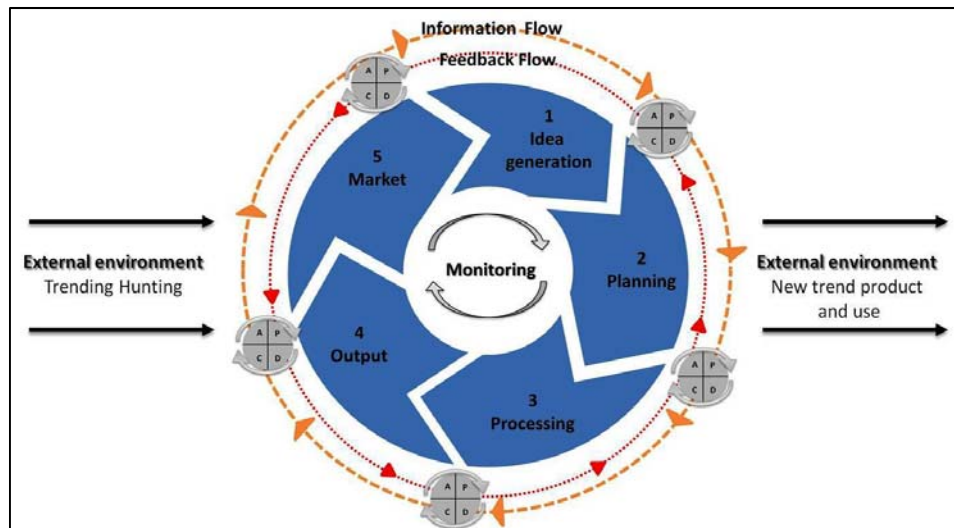 Information Flow
Feedback Flow
A P
C D
A P
C D
1
Idea
generation
5
Market
External environment
Trending Hunting
Monitoring
2
Planning
External environment
New trend product
and use
A P
C D
4
Output
A P
C D
3
Processing
A P
C D